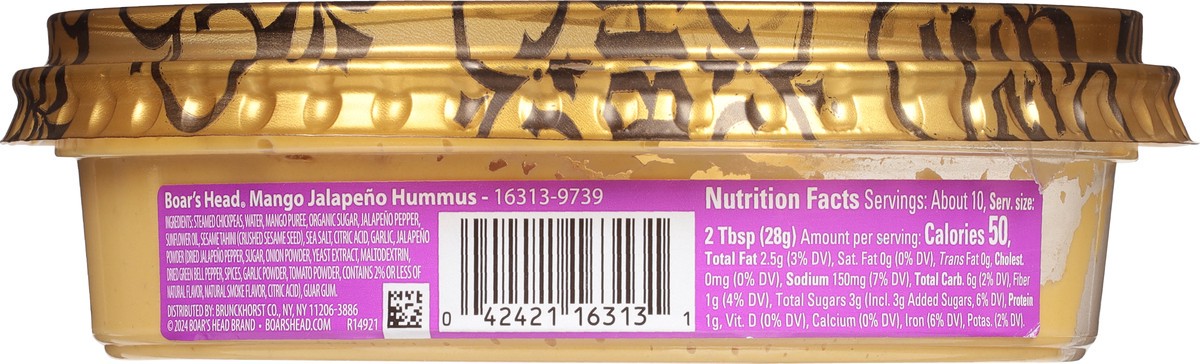 Boar's Head® Mango Jalapeño Hummus - 16313-9739
INGREDIENTS: STEAMED CHICKPEAS, WATER, MANGO PUREE, ORGANIC SUGAR, JALAPEÑO PEPPER,
SUNFLOWER OIL, SESAME TAHINI (CRUSHED SESAME SEED), SEA SALT, CITRIC ACID, GARLIC, JALAPEÑO
POWDER (DRIED JALAPEÑO PEPPER, SUGAR, ONION POWDER, YEAST EXTRACT, MALTODEXTRIN,
DRIED GREEN BELL PEPPER, SPICES, GARLIC POWDER, TOMATO POWDER, CONTAINS 2% OR LESS OF
NATURAL FLAVOR, NATURAL SMOKE FLAVOR, CITRIC ACID), GUAR GUM.
DISTRIBUTED BY: BRUNCKHORST CO., NY, NY 11206-3886
© 2024 BOAR'S HEAD BRAND • BOARSHEAD.COM R14921
0 42421 16313 1
Nutrition Facts Servings: About 10, Serv. size:
2 Tbsp (28g) Amount per serving: Calories 50,
Total Fat 2.5g (3% DV), Sat. Fat 0g (0% DV), Trans Fat 0g, Cholest.
0mg (0% DV), Sodium 150mg (7% DV), Total Carb. 6g (2% DV), Fiber
1g (4% DV), Total Sugars 3g (Incl. 3g Added Sugars, 6% DV), Protein
1g, Vit. D (0% DV), Calcium (0% DV), Iron (6% DV), Potas. (2% DV).